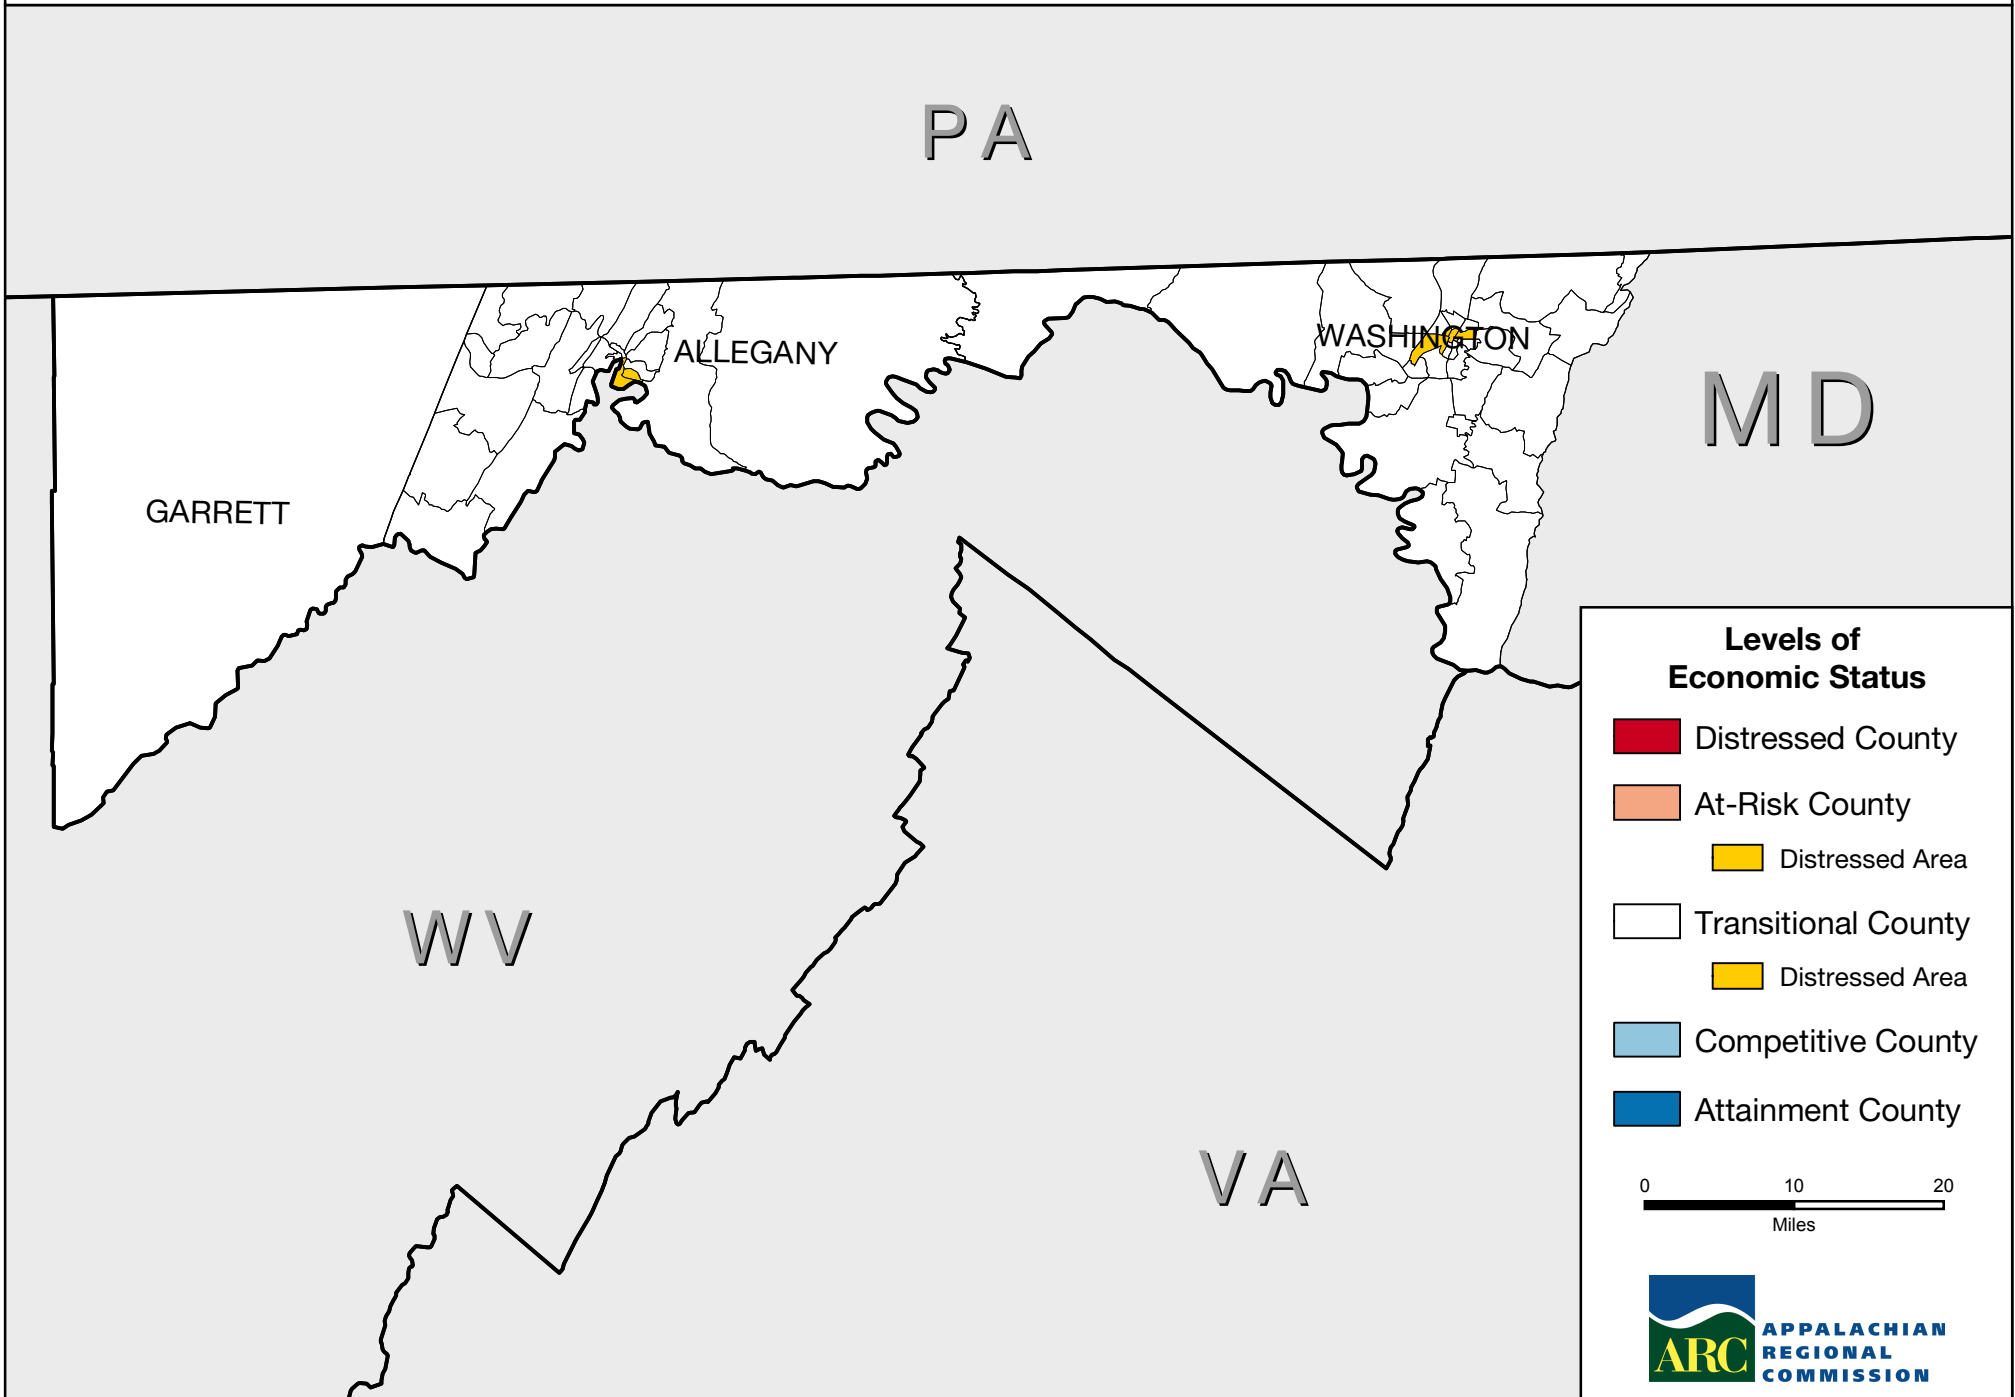 PA
ALLEGANY
WASHINGTON
MD
GARRETT
WV
VA
Levels of
Economic Status
Distressed County
At-Risk County
Distressed Area
Transitional County
Distressed Area
Competitive County
Attainment County
0 10 20
Miles
ARC
APPALACHIAN
REGIONAL
COMMISSION